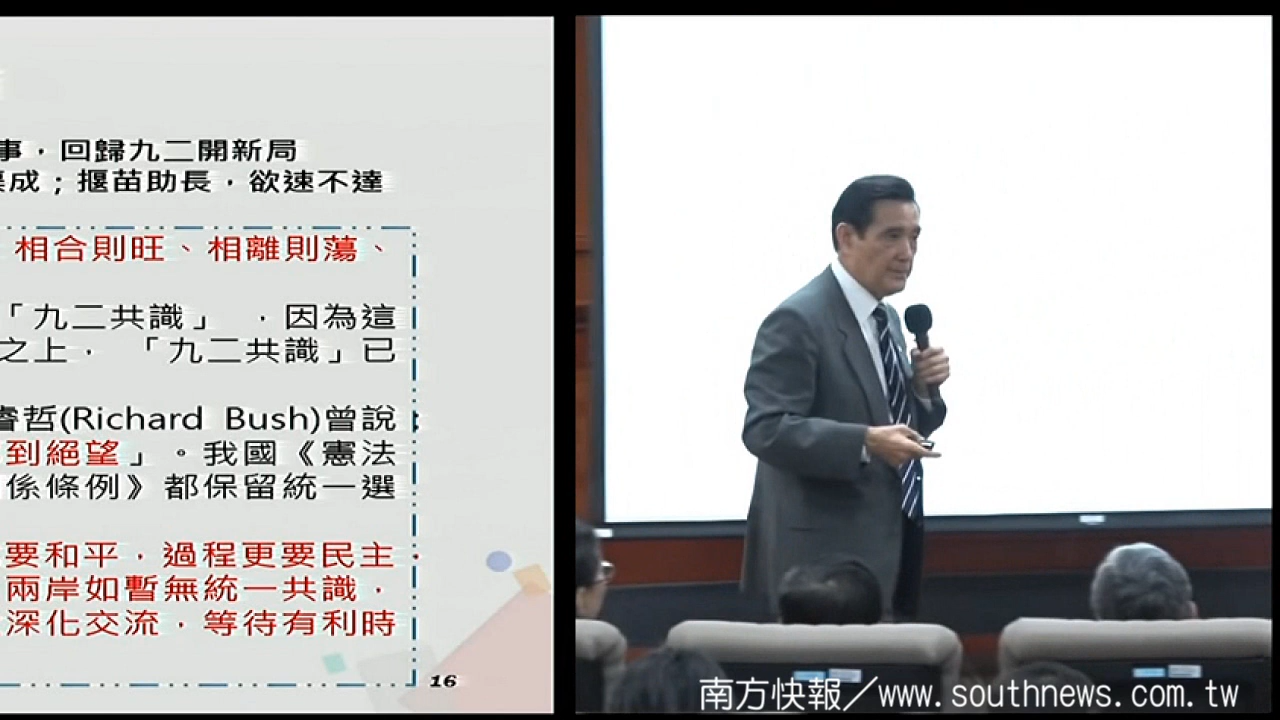 事，回歸九二開新局
成；揠苗助長，欲速不達
相合則旺、相離則蕩、
「九二共識」，因為這
之上，「九二共識」已
睿哲(Richard Bush)曾說：
到絕望」。我國《憲法
係條例》都保留統一選
要和平，過程更要民主，
兩岸如暫無統一共識，
深化交流，等待有利時
16
南方快報／www.southnews.com.tw